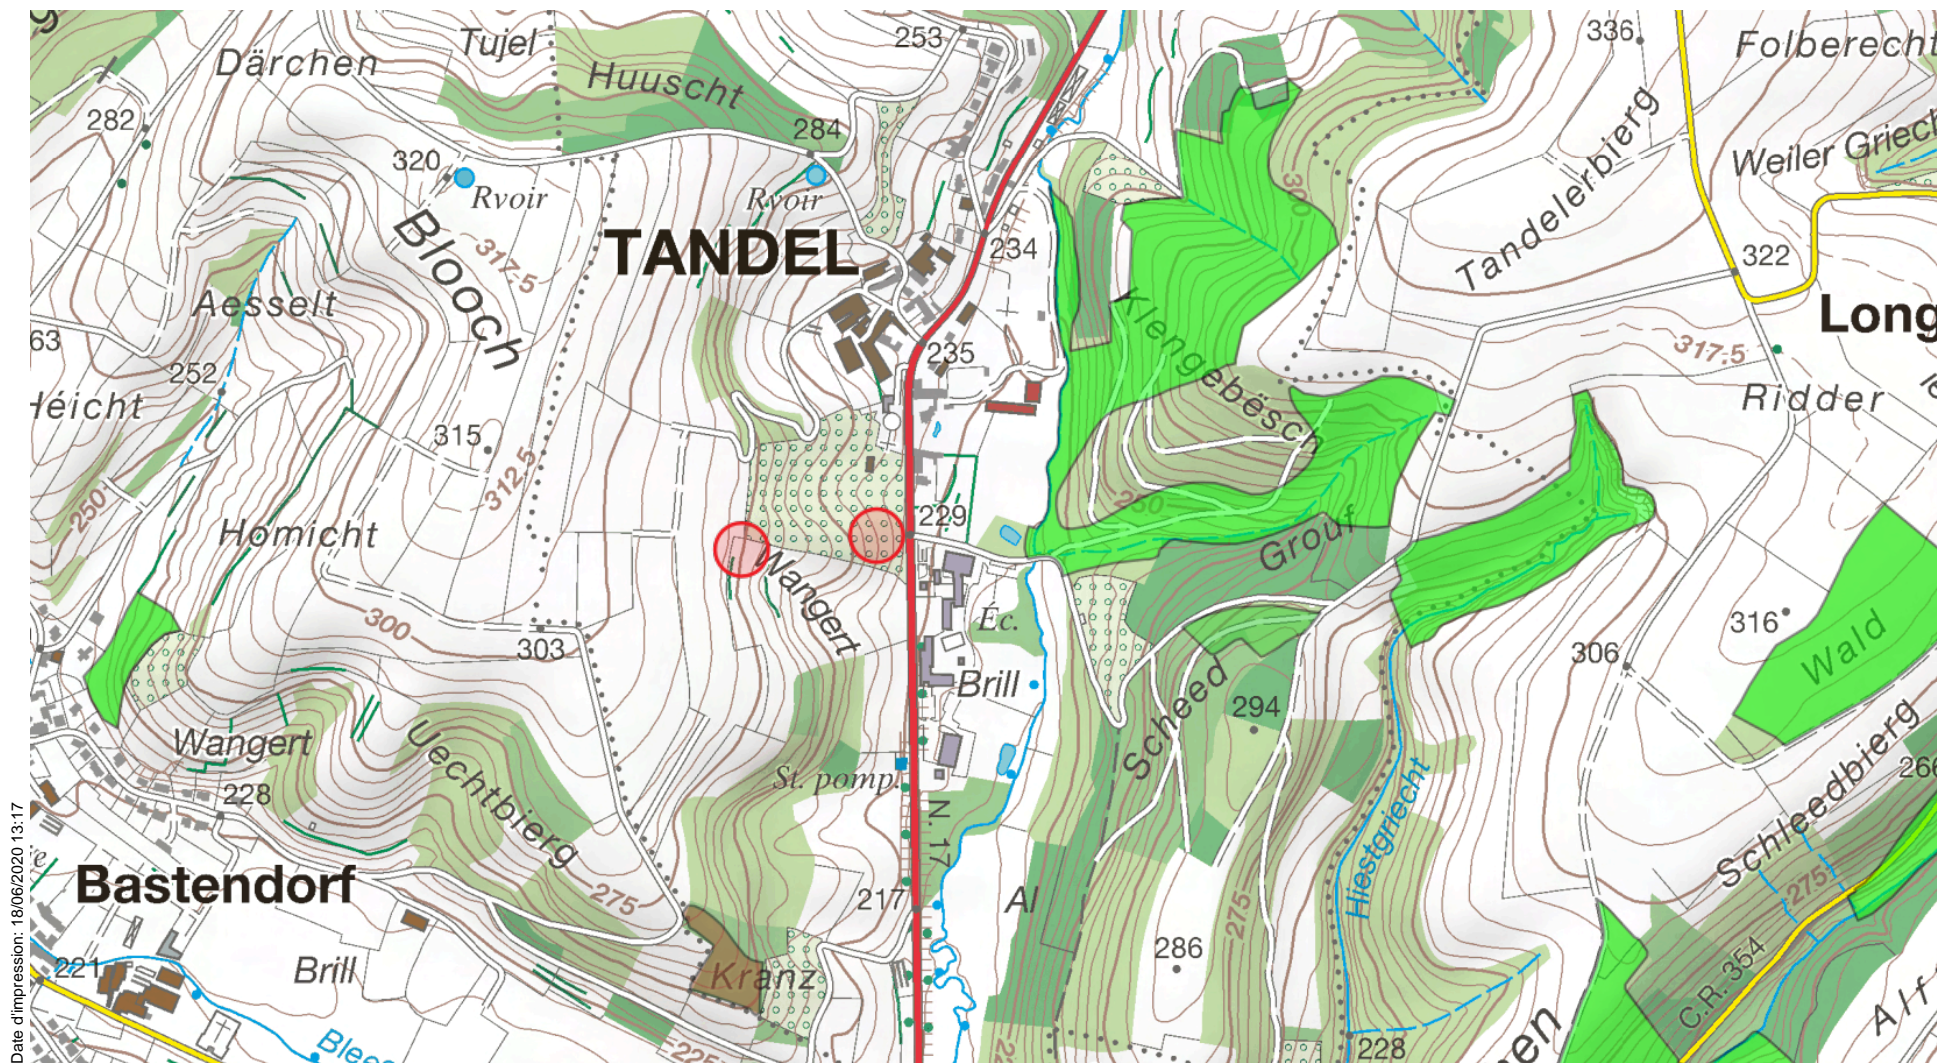 Därchen
Tujel
Huuscht
253
336
Folberecht
282
284
320
Rvoir
Rvoir
Weiler Griech
Tandelerbierg
300
Blooch
317.5
TANDEL
234
322
Aesselt
Klengebësch
Long
63
235
317.5
252
Héicht
Ridder
315
312.5
250
250
229
Homicht
Grouf
Wangert
300
303
Éc.
316
306
Wald
Brill
Scheed
294
Wangert
Uechtbierg
St. pomp.
Hiestgriecht
Schleedbierg
266
228
N. 17
275
Bastendorf
275
217
Al
275
286
221
Brill
Kranz
C.R. 354
Alf
Blees
225
228
Date d'impression: 18/06/2020 13:17